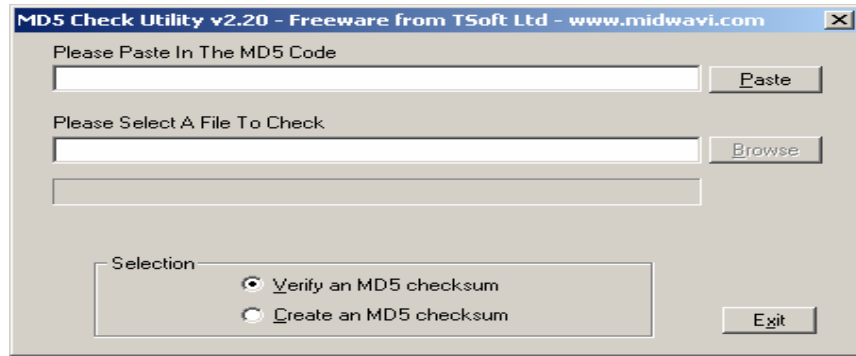 MD5 Check Utility v2.20 - Freeware from TSoft Ltd - www.midwavi.com
Please Paste In The MD5 Code
Paste
Please Select A File To Check
Browse
Selection
Verify an MD5 checksum
Create an MD5 checksum
Exit